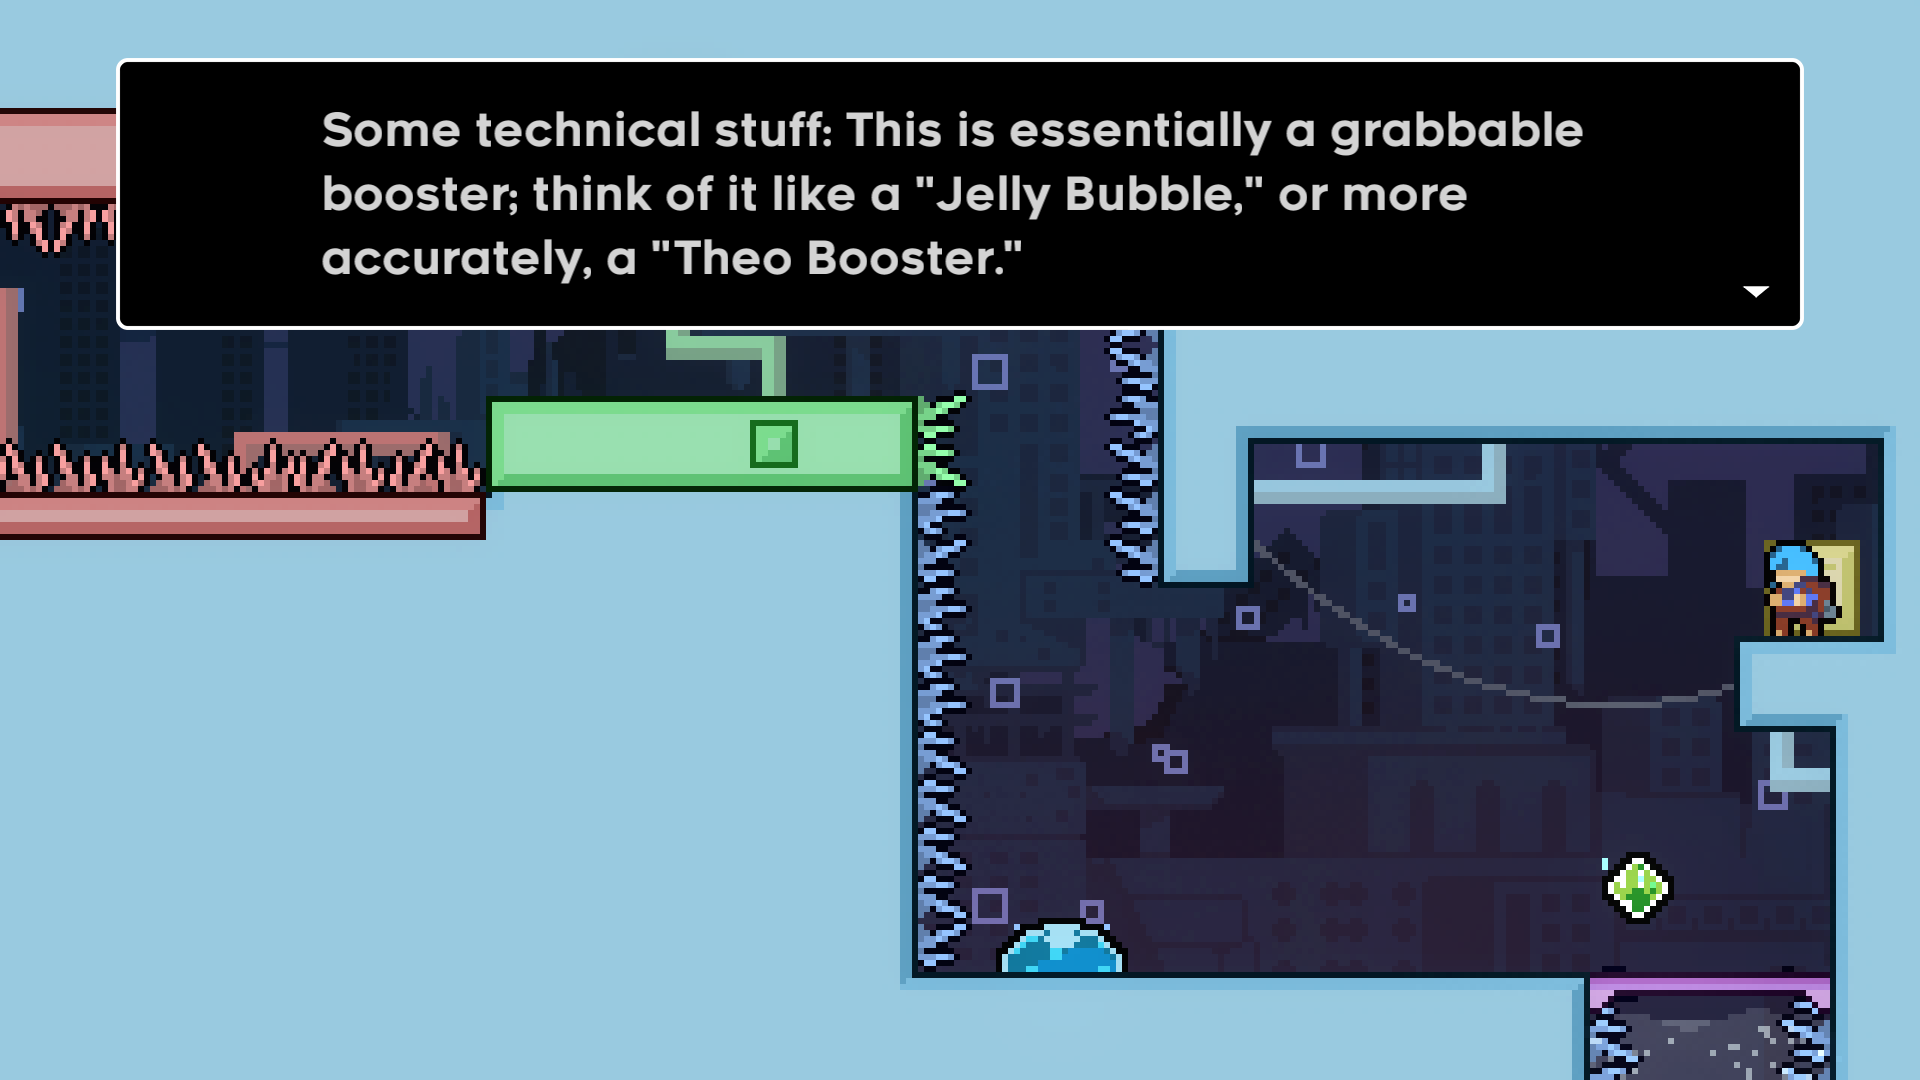 Some technical stuff: This is essentially a grabbable
booster; think of it like a "Jelly Bubble," or more
accurately, a "Theo Booster."